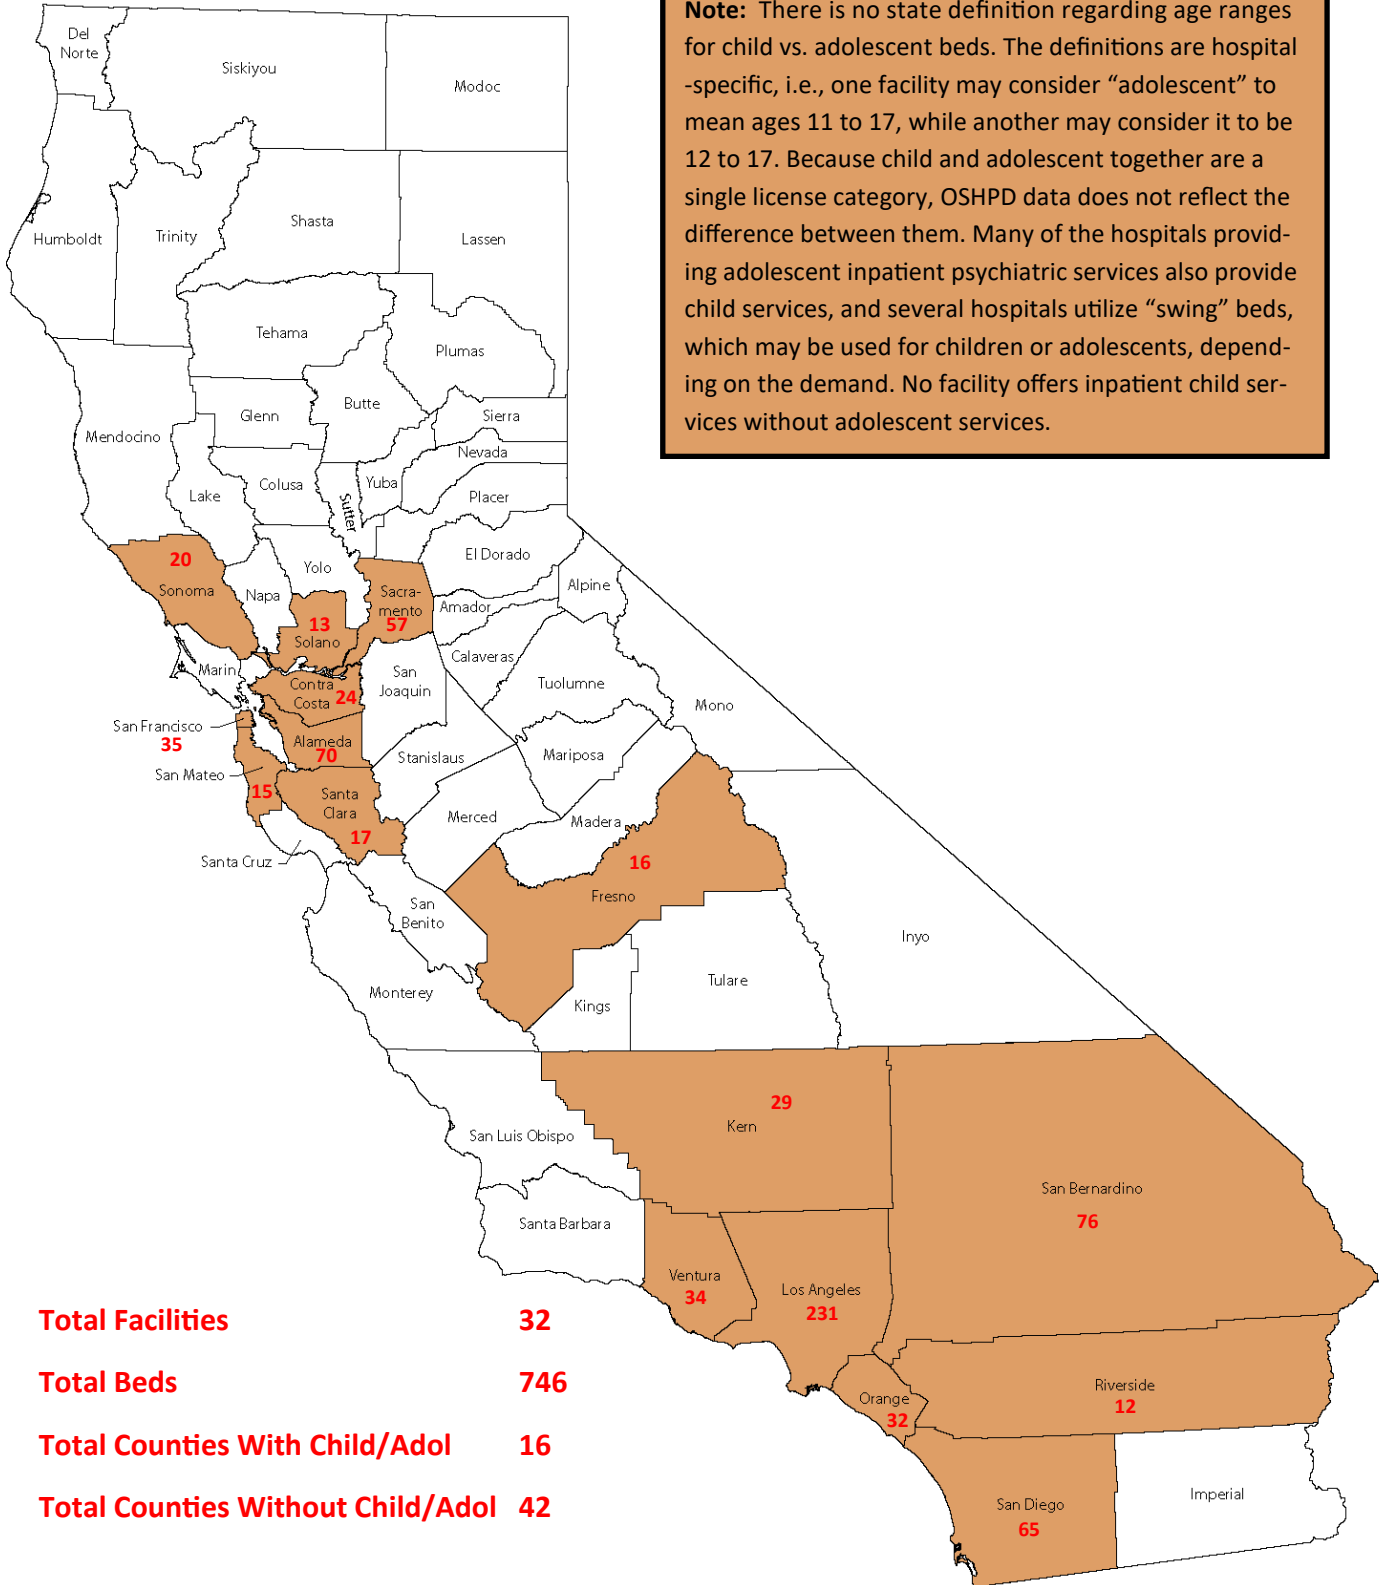 Note: There is no state definition regarding age ranges
for child vs. adolescent beds. The definitions are hospital
-specific, i.e., one facility may consider “adolescent” to
mean ages 11 to 17, while another may consider it to be
12 to 17. Because child and adolescent together are a
single license category, OSHPD data does not reflect the
difference between them. Many of the hospitals provid-
ing adolescent inpatient psychiatric services also provide
child services, and several hospitals utilize “swing” beds,
which may be used for children or adolescents, depend-
ing on the demand. No facility offers inpatient child ser-
vices without adolescent services.
Del
Norte
Siskiyou
Modoc
Humboldt
Trinity
Shasta
Lassen
Tehama
Plumas
Mendocino
Glenn
Butte
Sierra
Nevada
Lake
Colusa
Sutter
Yuba
Placer
20
Sonoma
Napa
Yolo
El Dorado
Sacra-
mento
57
Alpine
Amador
13
Solano
Marin
Calaveras
Contra
Costa
24
San
Joaquin
Tuolumne
Mono
San Francisco
35
Alameda
70
Stanislaus
Mariposa
San Mateo
15
Santa
Clara
17
Merced
Madera
Santa Cruz
16
Fresno
San
Benito
Inyo
Monterey
Kings
Tulare
29
Kern
San Luis Obispo
San Bernardino
76
Santa Barbara
Ventura
34
Los Angeles
231
Orange
32
Riverside
12
San Diego
65
Imperial
Total Facilities 32
Total Beds 746
Total Counties With Child/Adol 16
Total Counties Without Child/Adol 42